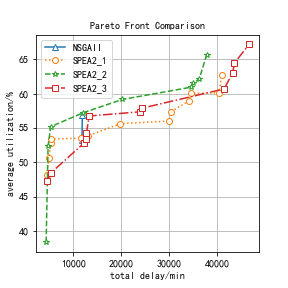 Pareto Front Comparison
NSGAII
SPEA2_1
SPEA2_2
SPEA2_3
65
60
55
50
45
40
average utilization/%
10000 20000 30000 40000
total delay/min